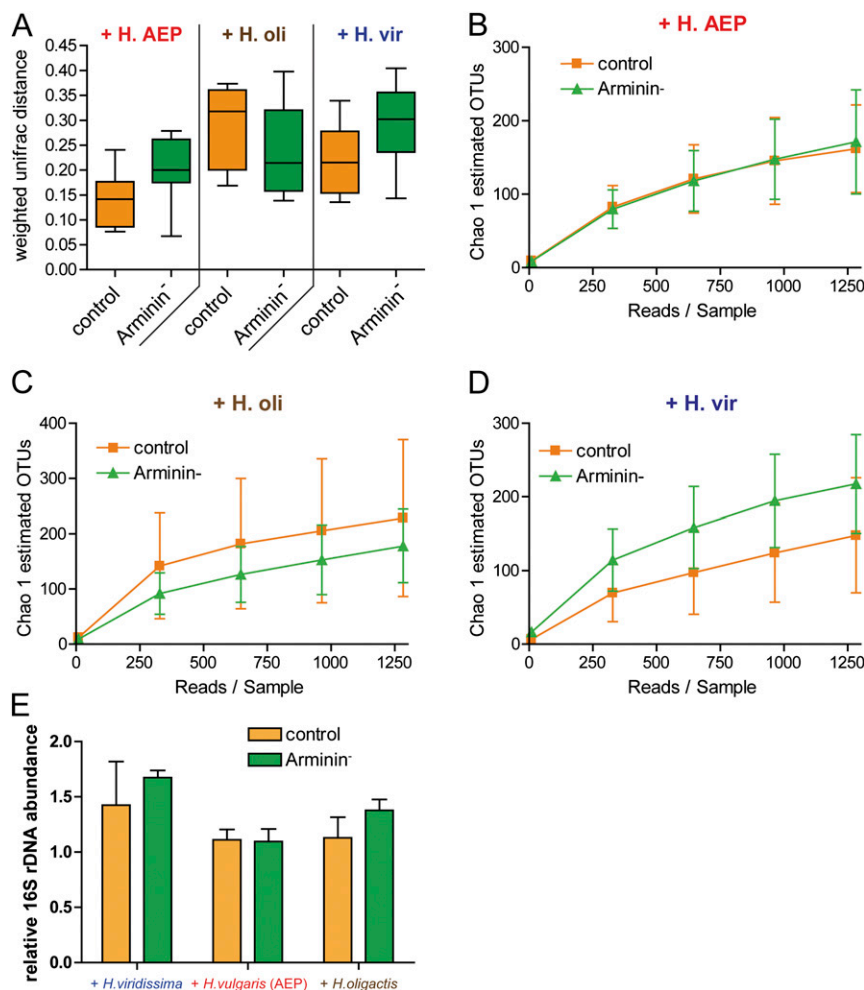 A
+ H. AEP
+ H. oli
+ H. vir
weighted unifrac distance
0.45
0.40
0.35
0.30
0.25
0.20
0.15
0.10
0.05
0.00
control
Arminin-
control
Arminin-
control
Arminin-
B
+ H. AEP
control
Arminin-
Chao 1 estimated OTUs
300
200
100
0
0 250 500 750 1000 1250
Reads / Sample
C
+ H. oli
control
Arminin-
Chao 1 estimated OTUs
400
300
200
100
0
0 250 500 750 1000 1250
Reads / Sample
D
+ H. vir
control
Arminin-
Chao 1 estimated OTUs
300
200
100
0
0 250 500 750 1000 1250
Reads / Sample
E
control
Arminin-
relative 16S rDNA abundance
2.0
1.5
1.0
0.5
0.0
+ H.viridissima + H.vulgaris (AEP) + H.oligactis